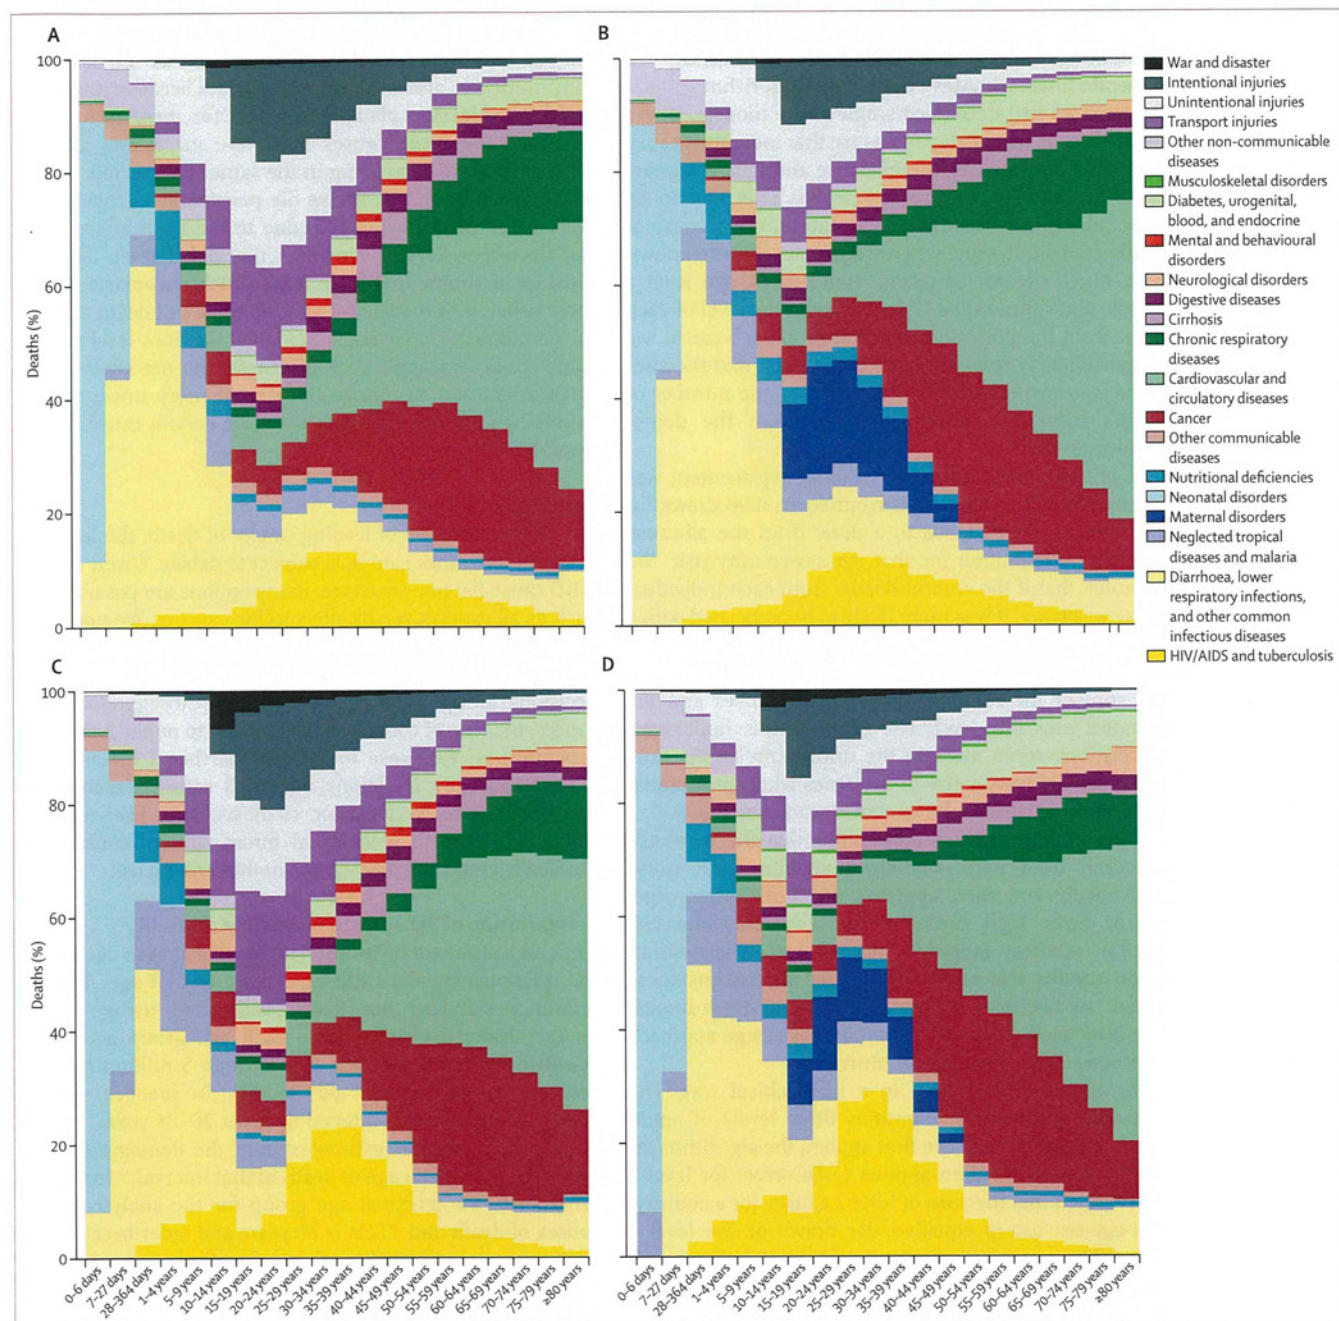 A
B
100
80
60
40
20
0
Deaths (%)
War and disaster
Intentional injuries
Unintentional injuries
Transport injuries
Other non-communicable
diseases
Musculoskeletal disorders
Diabetes, urogenital,
blood, and endocrine
Mental and behavioural
disorders
Neurological disorders
Digestive diseases
Cirrhosis
Chronic respiratory
diseases
Cardiovascular and
circulatory diseases
Cancer
Other communicable
diseases
Nutritional deficiencies
Neonatal disorders
Maternal disorders
Neglected tropical
diseases and malaria
Diarrhoea, lower
respiratory infections,
and other common
infectious diseases
HIV/AIDS and tuberculosis
C
D
100
80
60
40
20
0
Deaths (%)
0–6 days
7–27 days
28–364 days
1–4 years
5–9 years
10–14 years
15–19 years
20–24 years
25–29 years
30–34 years
35–39 years
40–44 years
45–49 years
50–54 years
55–59 years
60–64 years
65–69 years
70–74 years
75–79 years
≥80 years
0–6 days
7–27 days
28–364 days
1–4 years
5–9 years
10–14 years
15–19 years
20–24 years
25–29 years
30–34 years
35–39 years
40–44 years
45–49 years
50–54 years
55–59 years
60–64 years
65–69 years
70–74 years
75–79 years
≥80 years